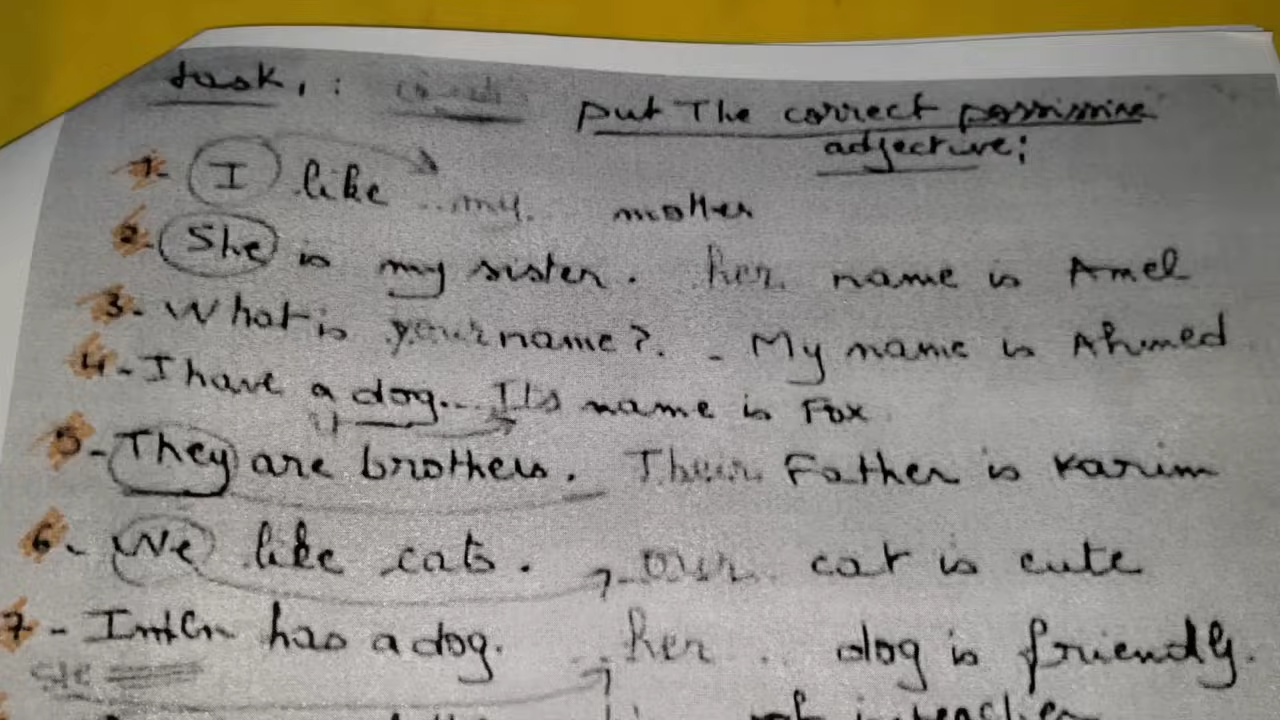 task 1 : put The correct possissive
adjective:
1- I like ..my.. mother
2- She is my sister. her. name is Amel
3- What is your name?. - My name is Ahmed
4- I have a dog... Its name is Fox
5- They are brothers. Their. Father is Karim
6- We like cats. ..our.. cat is cute
7- has a dog. ..her.. dog is friendly.